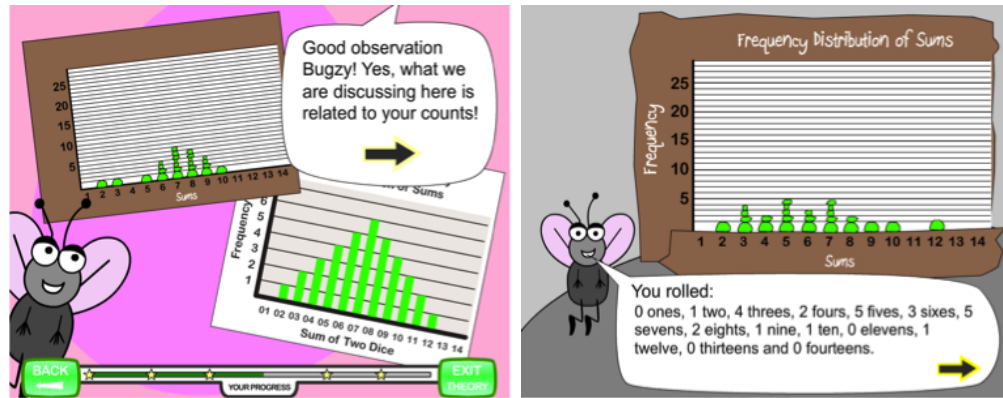 Good observation
Bugzy! Yes, what we
are discussing here is
related to your counts!
25
20
15
10
5
1 2 3 4 5 6 7 8 9 10 11 12 13 14
Sums
of Sums
Frequency
6
5
4
3
2
1
01 02 03 04 05 06 07 08 09 10 11 12 13 14
Sum of Two Dice
BACK
YOUR PROGRESS
EXIT
THEORY
Frequency Distribution of Sums
Frequency
25
20
15
10
5
1 2 3 4 5 6 7 8 9 10 11 12 13 14
Sums
You rolled:
0 ones, 1 two, 4 threes, 2 fours, 5 fives, 3 sixes, 5
sevens, 2 eights, 1 nine, 1 ten, 0 elevens, 1
twelve, 0 thirteens and 0 fourteens.